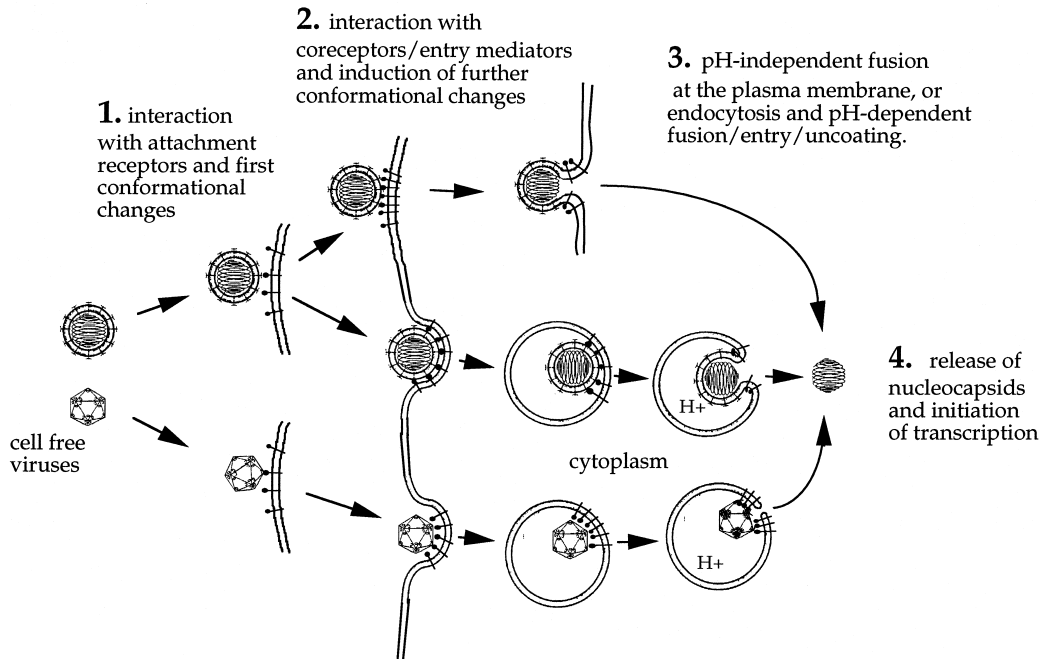 1. interaction
with attachment
receptors and first
conformational
changes
2. interaction with
coreceptors/entry mediators
and induction of further
conformational changes
3. pH-independent fusion
at the plasma membrane, or
endocytosis and pH-dependent
fusion/entry/uncoating.
cell free
viruses
H+
cytoplasm
H+
4. release of
nucleocapsids
and initiation
of transcription